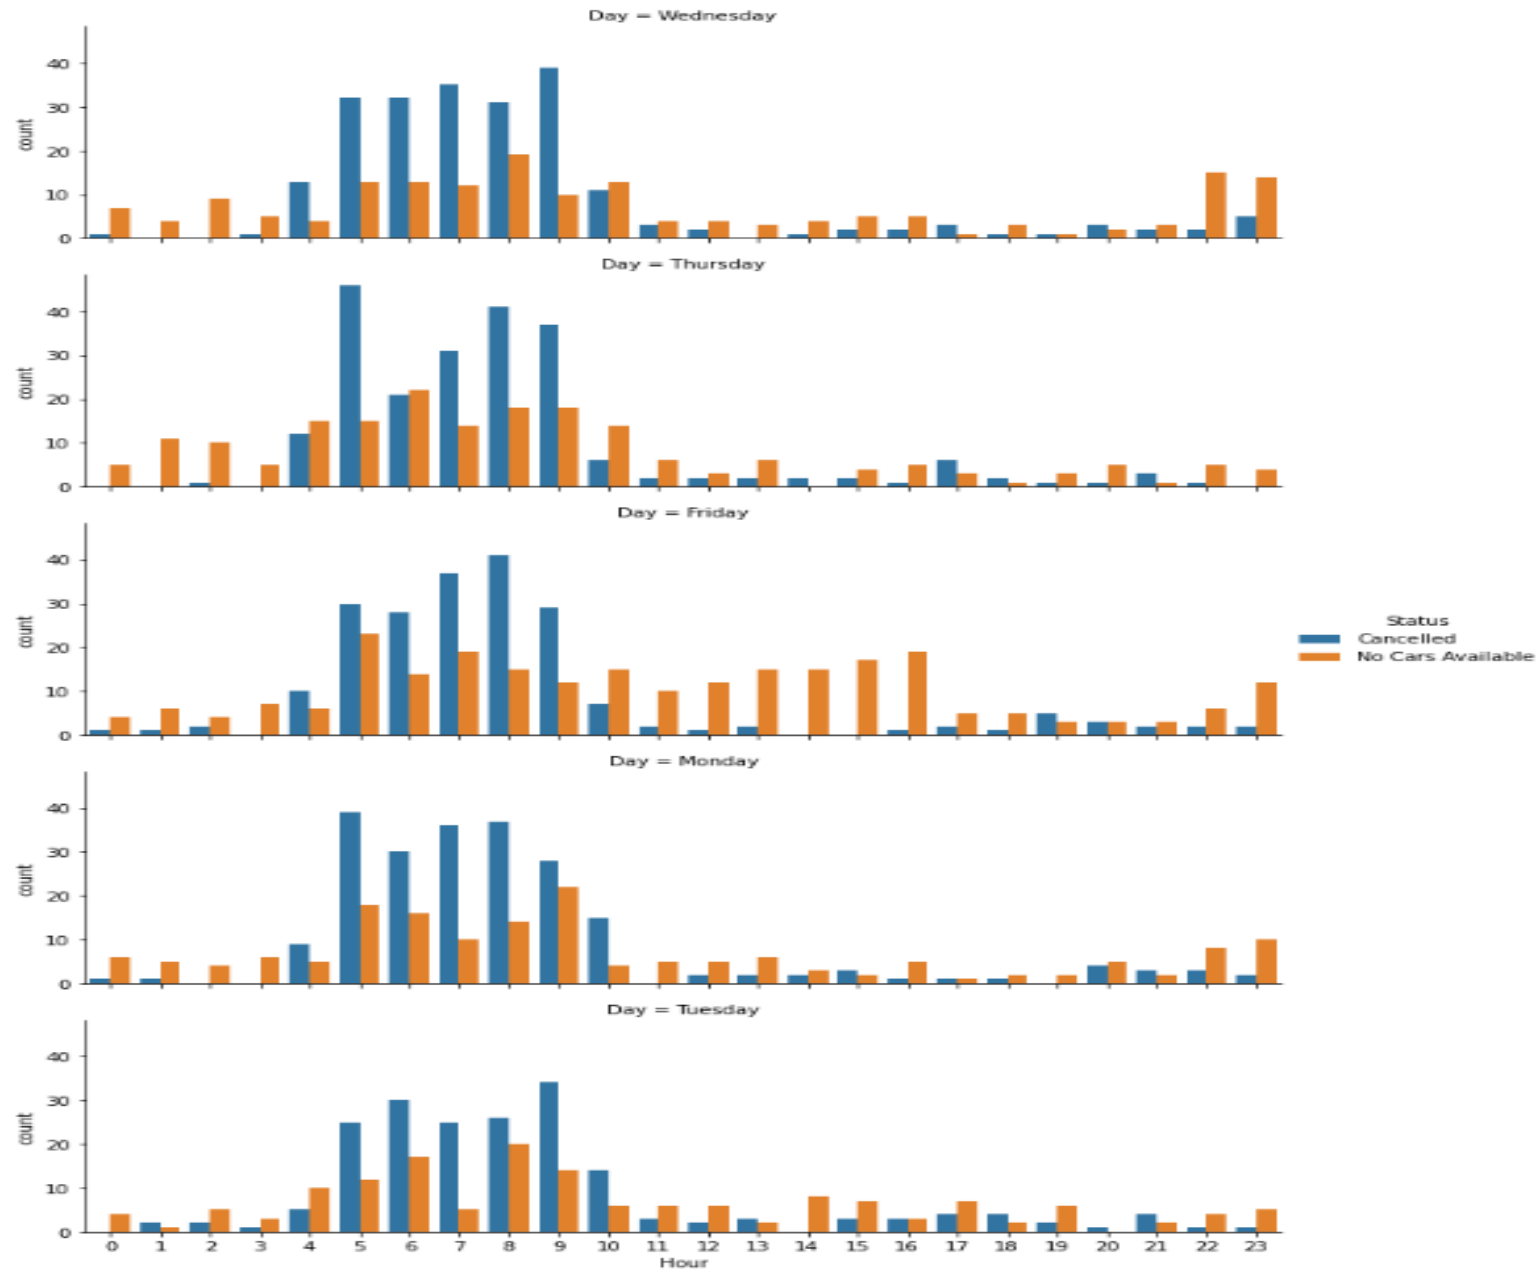 Day = Wednesday
40
30
20
10
0
count
Day = Thursday
40
30
20
10
0
count
Day = Friday
40
30
20
10
0
count
Status
Cancelled
No Cars Available
Day = Monday
40
30
20
10
0
count
Day = Tuesday
40
30
20
10
0
count
0 1 2 3 4 5 6 7 8 9 10 11 12 13 14 15 16 17 18 19 20 21 22 23
Hour